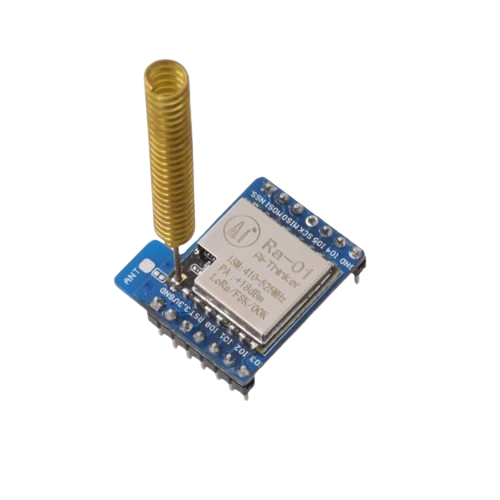 Ai
Ra-01
Ai-Thinker
ISM:410-525MHz
PA +18dBm
LoRa/FSK/OOK
ANT
NSS
MOSI
MISO
SCK
IO5
IO4
GND
GND
3.3V
RST
IO0
IO1
IO2
IO3